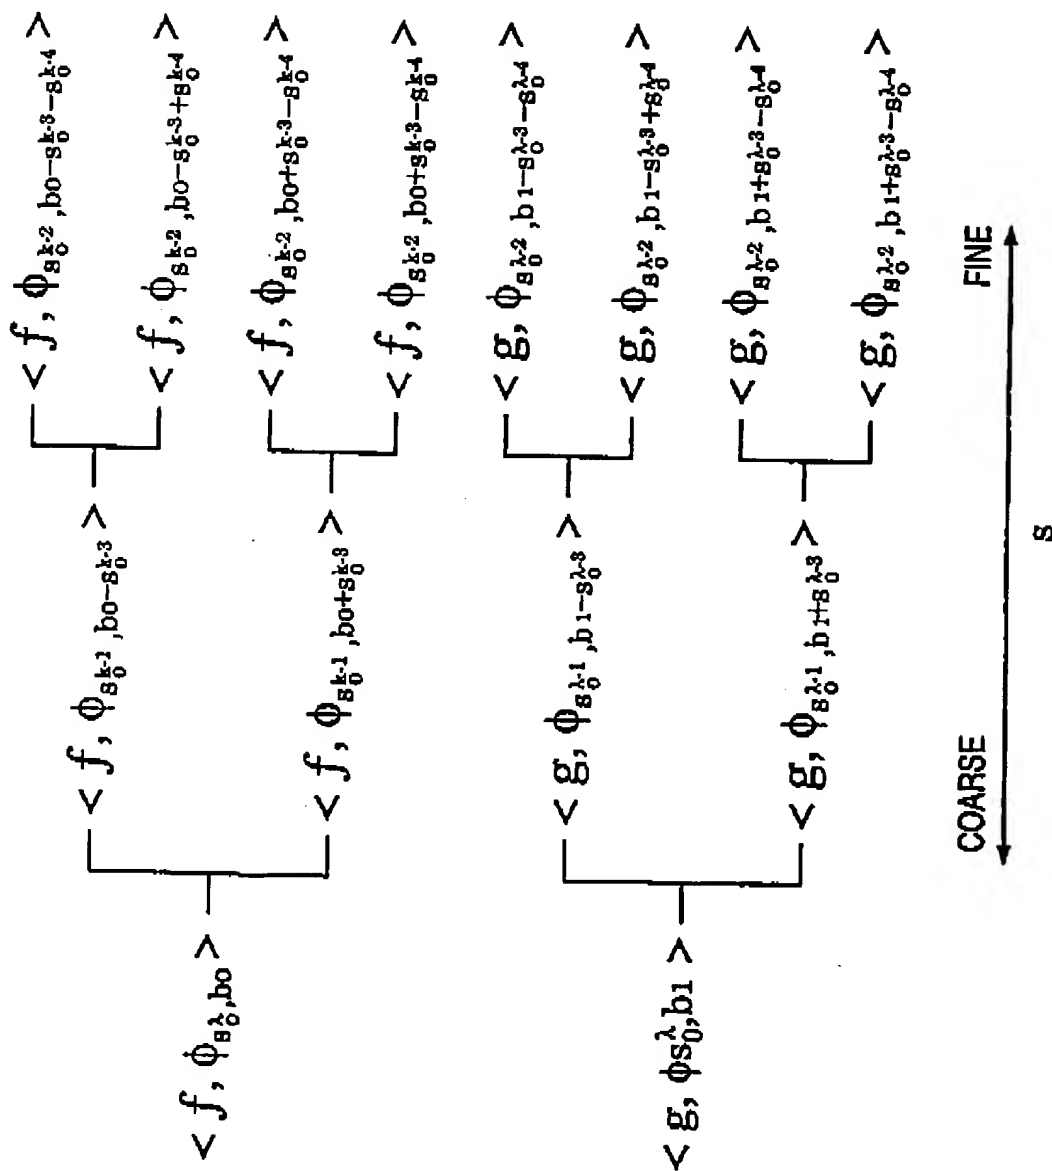 < f, ϕ_{s_0^λ},b0 >
< g, ϕs_0^λ,b1 >
< f, ϕ_{s_0^{k-1}},b0−s_0^{k-3} >
< f, ϕ_{s_0^{k-1}},b0+s_0^{k-3} >
< g, ϕ_{s_0^{λ-1}},b1−s_0^{λ-3} >
< g, ϕ_{s_0^{λ-1}},b1+s_0^{λ-3} >
< f, ϕ_{s_0^{k-2}},b0−s_0^{k-3}−s_0^{k-4} >
< f, ϕ_{s_0^{k-2}},b0−s_0^{k-3}+s_0^{k-4} >
< f, ϕ_{s_0^{k-2}},b0+s_0^{k-3}−s_0^{k-4} >
< f, ϕ_{s_0^{k-2}},b0+s_0^{k-3}−s_0^{k-4} >
< g, ϕ_{s_0^{λ-2}},b1−s_0^{λ-3}−s_0^{λ-4} >
< g, ϕ_{s_0^{λ-2}},b1−s_0^{λ-3}+s_0^{λ-4} >
< g, ϕ_{s_0^{λ-2}},b1+s_0^{λ-3}−s_0^{λ-4} >
< g, ϕ_{s_0^{λ-2}},b1+s_0^{λ-3}−s_0^{λ-4} >
COARSE
FINE
s